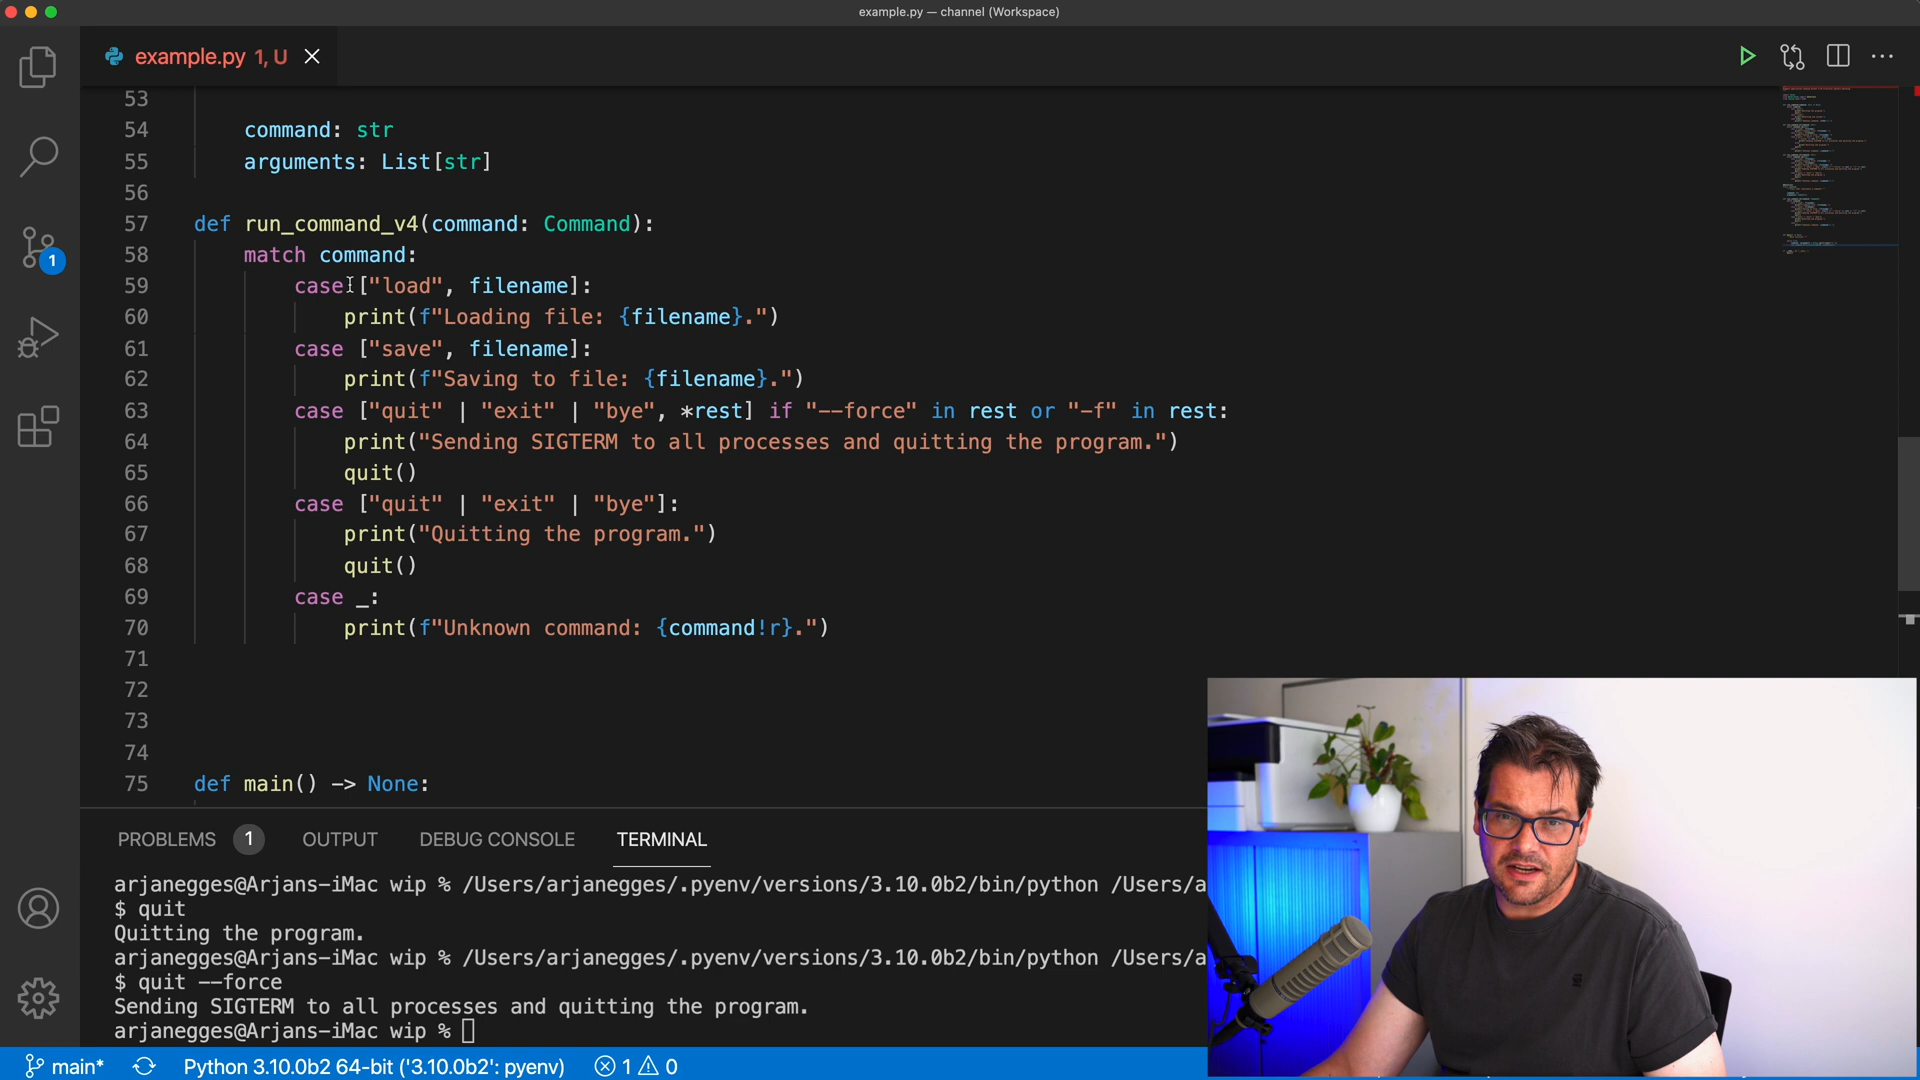 example.py — channel (Workspace)
example.py 1, U
53
54 command: str
55 arguments: List[str]
56
57 def run_command_v4(command: Command):
58 match command:
59 case ["load", filename]:
60 print(f"Loading file: {filename}.")
61 case ["save", filename]:
62 print(f"Saving to file: {filename}.")
63 case ["quit" | "exit" | "bye", *rest] if "--force" in rest or "-f" in rest:
64 print("Sending SIGTERM to all processes and quitting the program.")
65 quit()
66 case ["quit" | "exit" | "bye"]:
67 print("Quitting the program.")
68 quit()
69 case _:
70 print(f"Unknown command: {command!r}.")
71
72
73
74
75 def main() -> None:
1
PROBLEMS 1 OUTPUT DEBUG CONSOLE TERMINAL
arjanegges@Arjans-iMac wip % /Users/arjanegges/.pyenv/versions/3.10.0b2/bin/python /Users/a
$ quit
Quitting the program.
arjanegges@Arjans-iMac wip % /Users/arjanegges/.pyenv/versions/3.10.0b2/bin/python /Users/a
$ quit --force
Sending SIGTERM to all processes and quitting the program.
arjanegges@Arjans-iMac wip %
main* Python 3.10.0b2 64-bit ('3.10.0b2': pyenv) 1 0